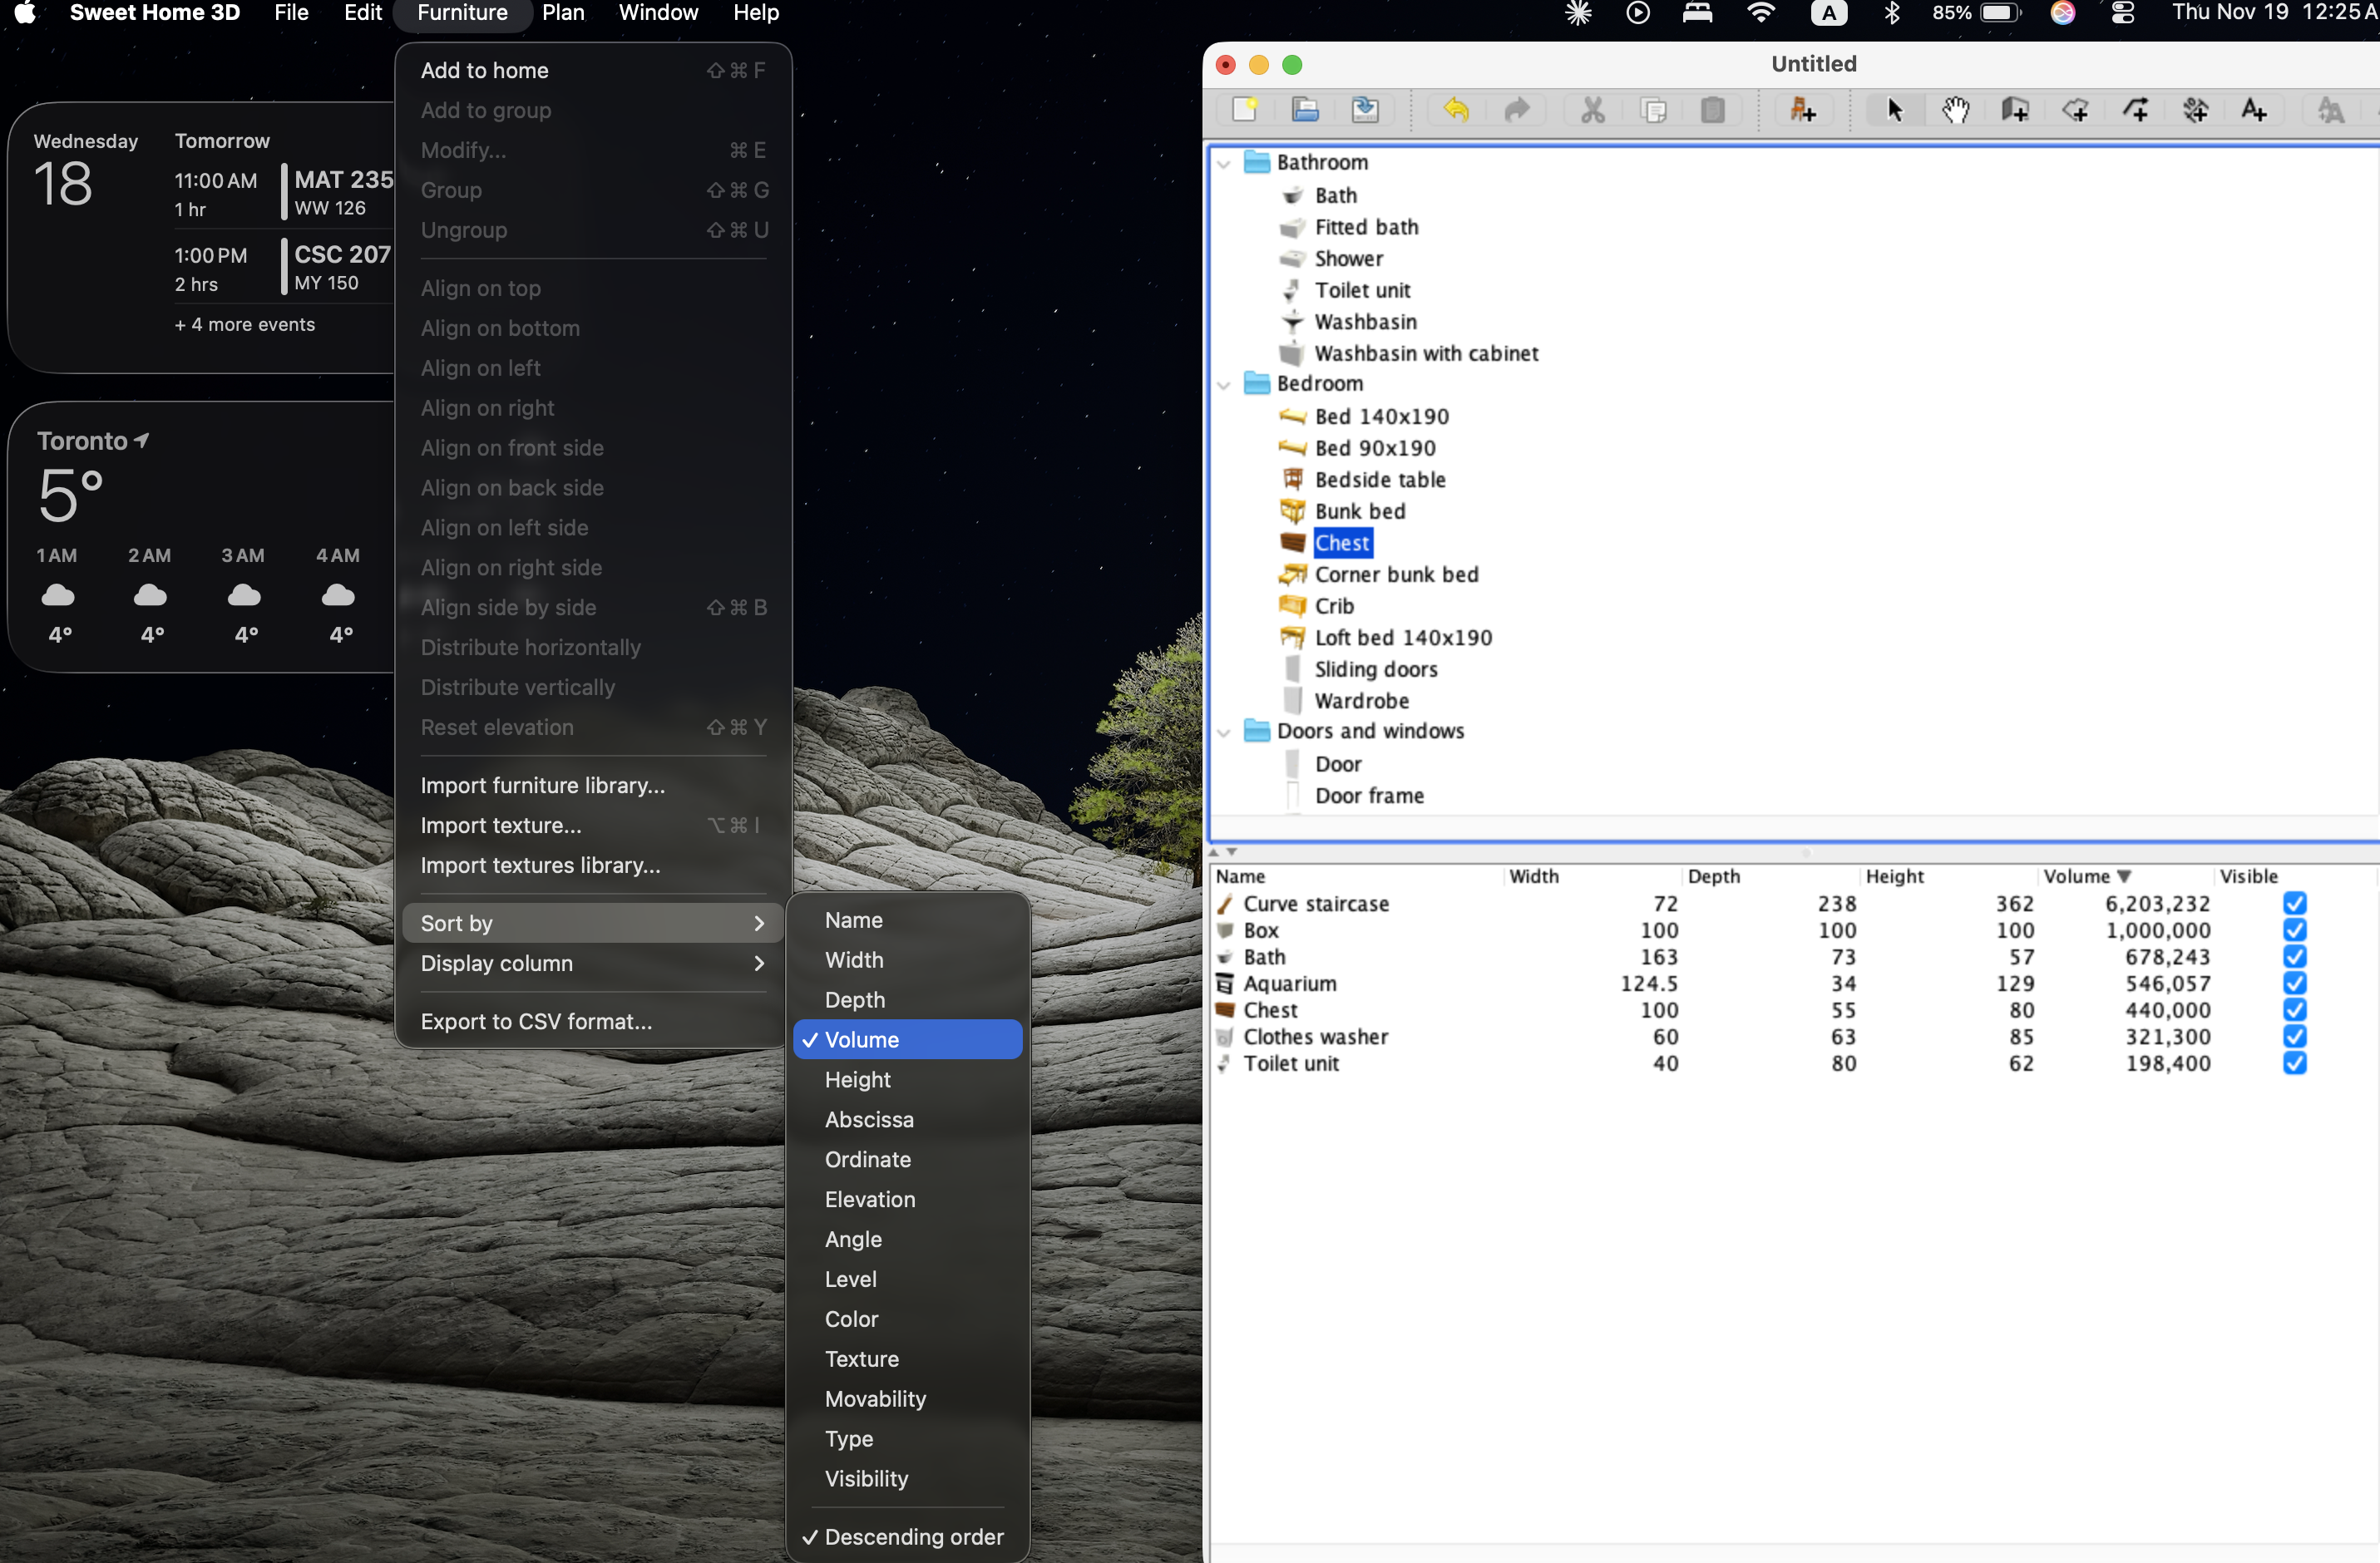 Sweet Home 3D File Edit Furniture Plan Window Help A 85% Thu Nov 19 12:25 A
Wednesday
18
Tomorrow
11:00 AM
1 hr
MAT 235
WW 126
1:00 PM
2 hrs
CSC 207
MY 150
+ 4 more events
Toronto
5°
1 AM 2 AM 3 AM 4 AM
4° 4° 4° 4°
Add to home ⇧⌘F
Add to group
Modify... ⌘E
Group ⇧⌘G
Ungroup ⇧⌘U
Align on top
Align on bottom
Align on left
Align on right
Align on front side
Align on back side
Align on left side
Align on right side
Align side by side ⇧⌘B
Distribute horizontally
Distribute vertically
Reset elevation ⇧⌘Y
Import furniture library...
Import texture... ⌥⌘I
Import textures library...
Sort by
Display column
Export to CSV format...
Name
Width
Depth
✓ Volume
Height
Abscissa
Ordinate
Elevation
Angle
Level
Color
Texture
Movability
Type
Visibility
✓ Descending order
Untitled
Bathroom
Bath
Fitted bath
Shower
Toilet unit
Washbasin
Washbasin with cabinet
Bedroom
Bed 140x190
Bed 90x190
Bedside table
Bunk bed
Chest
Corner bunk bed
Crib
Loft bed 140x190
Sliding doors
Wardrobe
Doors and windows
Door
Door frame
Name Width Depth Height Volume ▼ Visible
Curve staircase 72 238 362 6,203,232
Box 100 100 100 1,000,000
Bath 163 73 57 678,243
Aquarium 124.5 34 129 546,057
Chest 100 55 80 440,000
Clothes washer 60 63 85 321,300
Toilet unit 40 80 62 198,400